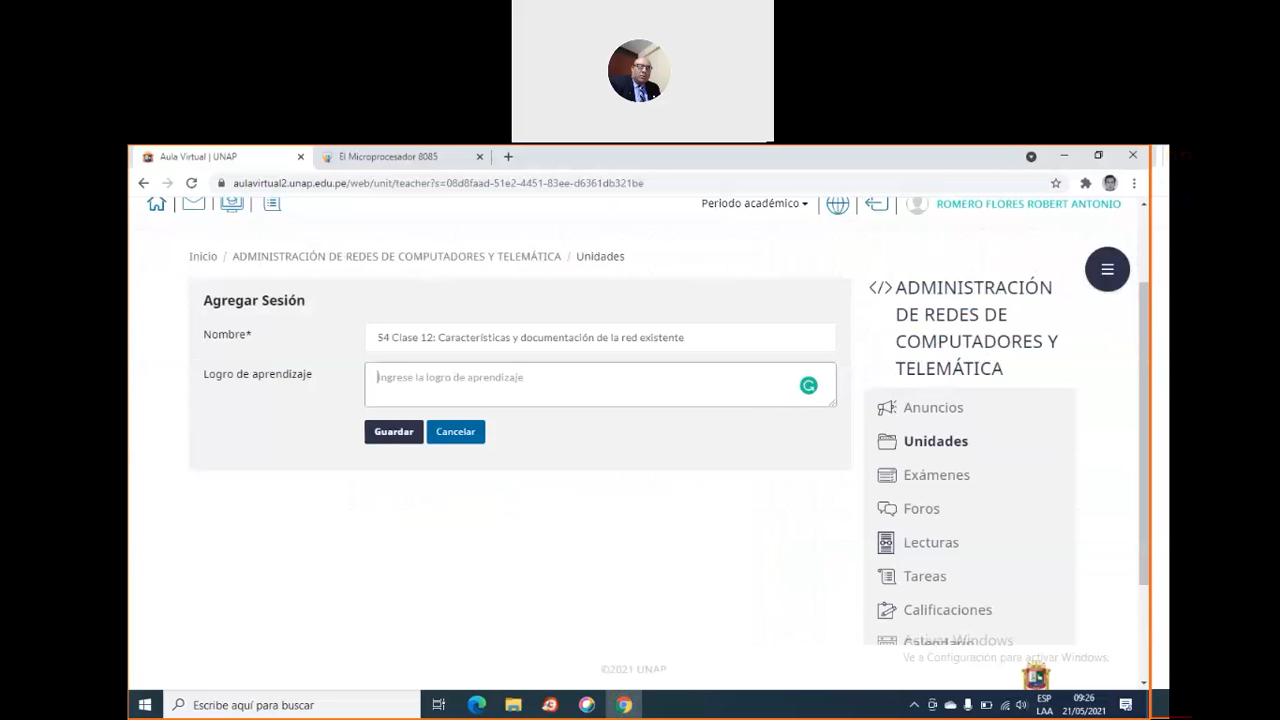 Aula Virtual | UNAP
El Microprocesador 8085
aulavirtual2.unap.edu.pe/web/unit/teacher?s=08d8faad-51e2-4451-83ee-d6361db321be
Periodo académico
ROMERO FLORES ROBERT ANTONIO
Inicio / ADMINISTRACIÓN DE REDES DE COMPUTADORES Y TELEMÁTICA / Unidades
Agregar Sesión
Nombre*
S4 Clase 12: Características y documentación de la red existente
Logro de aprendizaje
Ingrese la logro de aprendizaje
Guardar
Cancelar
</> ADMINISTRACIÓN
DE REDES DE
COMPUTADORES Y
TELEMÁTICA
Anuncios
Unidades
Exámenes
Foros
Lecturas
Tareas
Calificaciones
Calendario
Activar Windows
Ve a Configuración para activar Windows.
©2021 UNAP
Escribe aquí para buscar
ESP
LAA
09:26
21/05/2021